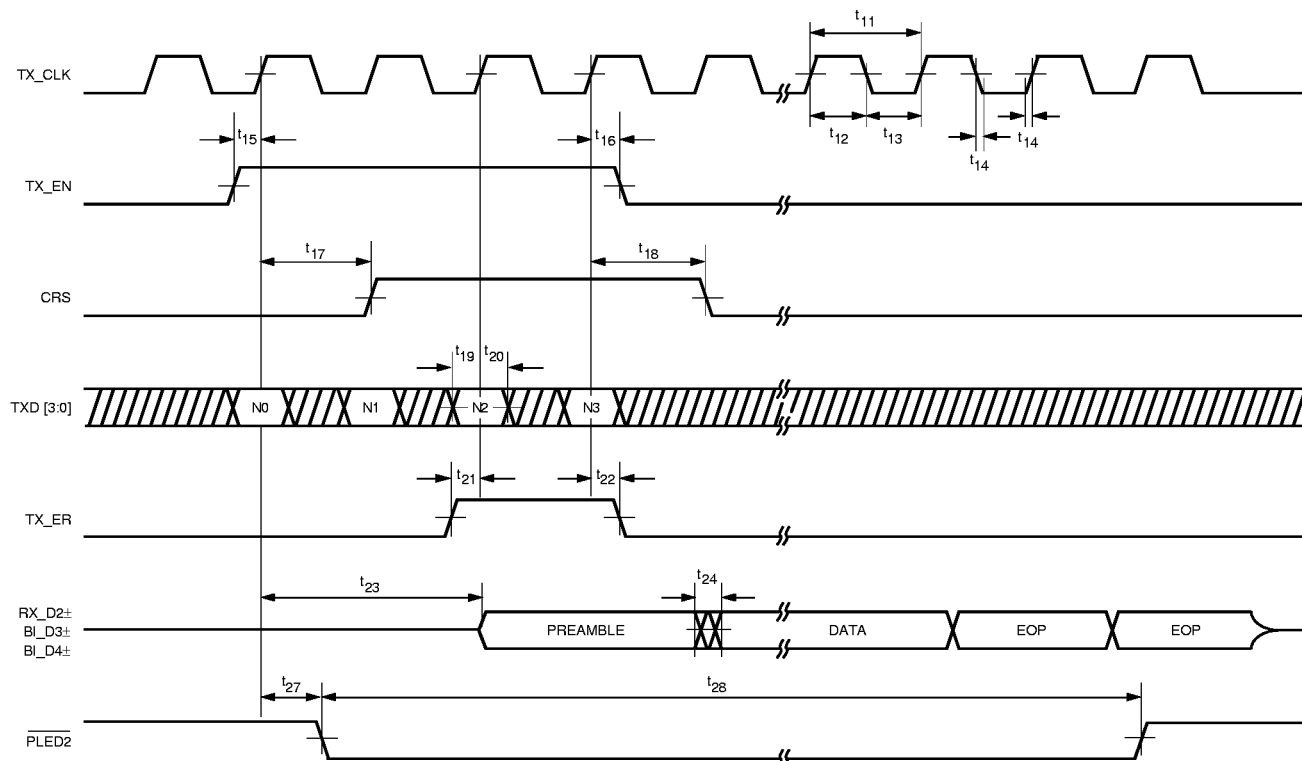 t11
TX_CLK
t12 t13 t14 t14
t15 t16
TX_EN
t17 t18
CRS
t19 t20
TXD [3:0] N0 N1 N2 N3
t21 t22
TX_ER
t23 t24
RX_D2±
BI_D3± PREAMBLE DATA EOP EOP
BI_D4±
t27 t28
PLED2